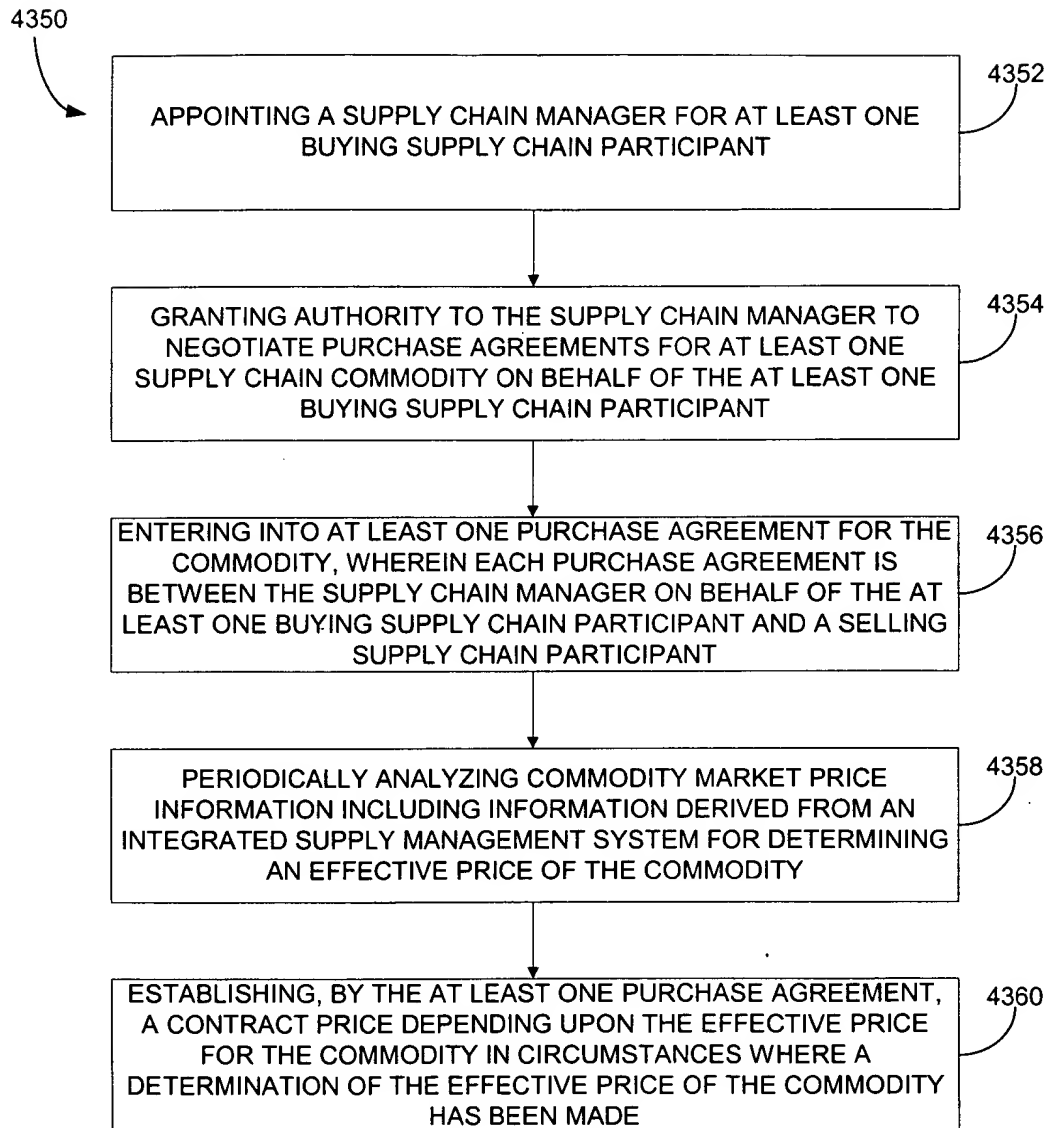 4350
4352
APPOINTING A SUPPLY CHAIN MANAGER FOR AT LEAST ONE
BUYING SUPPLY CHAIN PARTICIPANT
4354
GRANTING AUTHORITY TO THE SUPPLY CHAIN MANAGER TO
NEGOTIATE PURCHASE AGREEMENTS FOR AT LEAST ONE
SUPPLY CHAIN COMMODITY ON BEHALF OF THE AT LEAST ONE
BUYING SUPPLY CHAIN PARTICIPANT
4356
ENTERING INTO AT LEAST ONE PURCHASE AGREEMENT FOR THE
COMMODITY, WHEREIN EACH PURCHASE AGREEMENT IS
BETWEEN THE SUPPLY CHAIN MANAGER ON BEHALF OF THE AT
LEAST ONE BUYING SUPPLY CHAIN PARTICIPANT AND A SELLING
SUPPLY CHAIN PARTICIPANT
4358
PERIODICALLY ANALYZING COMMODITY MARKET PRICE
INFORMATION INCLUDING INFORMATION DERIVED FROM AN
INTEGRATED SUPPLY MANAGEMENT SYSTEM FOR DETERMINING
AN EFFECTIVE PRICE OF THE COMMODITY
4360
ESTABLISHING, BY THE AT LEAST ONE PURCHASE AGREEMENT,
A CONTRACT PRICE DEPENDING UPON THE EFFECTIVE PRICE
FOR THE COMMODITY IN CIRCUMSTANCES WHERE A
DETERMINATION OF THE EFFECTIVE PRICE OF THE COMMODITY
HAS BEEN MADE